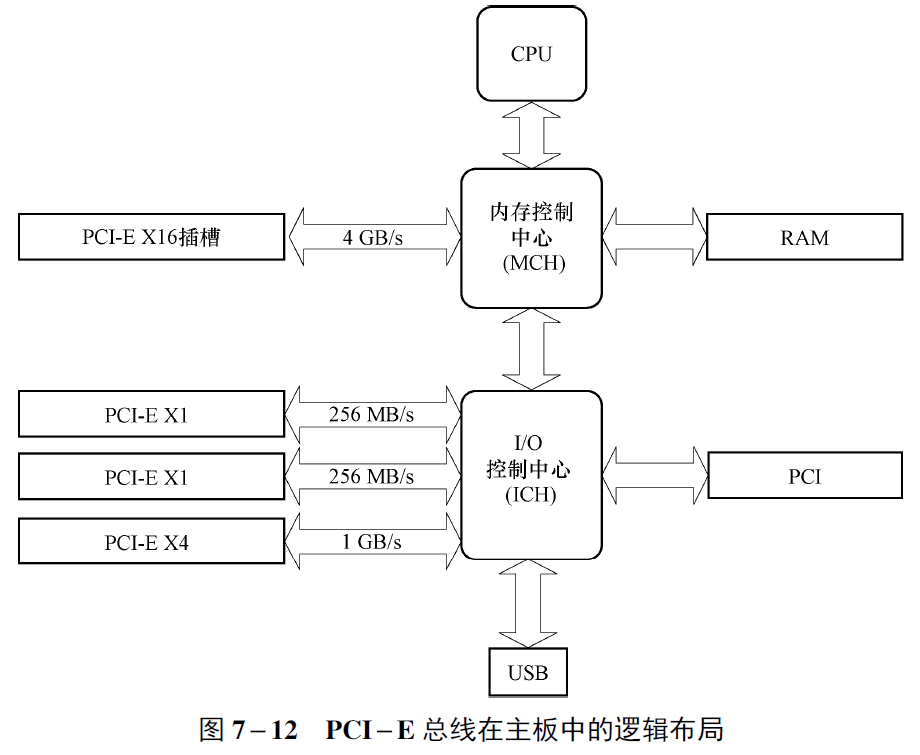 CPU
PCI-E X16插槽
4 GB/s
内存控制
中心
(MCH)
RAM
PCI-E X1
256 MB/s
PCI-E X1
256 MB/s
PCI-E X4
1 GB/s
I/O
控制中心
(ICH)
PCI
USB
图 7-12 PCI-E 总线在主板中的逻辑布局